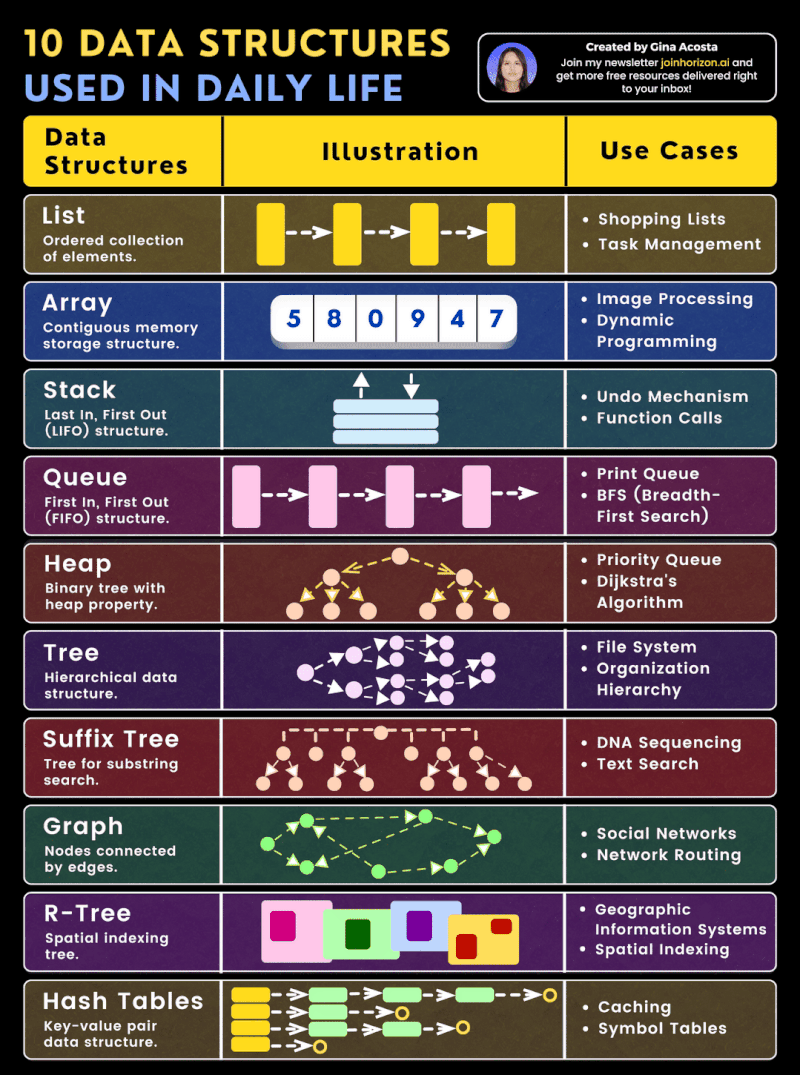 10 DATA STRUCTURES
USED IN DAILY LIFE
Created by Gina Acosta
Join my newsletter joinhorizon.ai and
get more free resources delivered right
to your inbox!
Data
Structures
Illustration
Use Cases
List
Ordered collection
of elements.
• Shopping Lists
• Task Management
Array
Contiguous memory
storage structure.
5 8 0 9 4 7
• Image Processing
• Dynamic
Programming
Stack
Last In, First Out
(LIFO) structure.
• Undo Mechanism
• Function Calls
Queue
First In, First Out
(FIFO) structure.
• Print Queue
• BFS (Breadth-
First Search)
Heap
Binary tree with
heap property.
• Priority Queue
• Dijkstra's
Algorithm
Tree
Hierarchical data
structure.
• File System
• Organization
Hierarchy
Suffix Tree
Tree for substring
search.
• DNA Sequencing
• Text Search
Graph
Nodes connected
by edges.
• Social Networks
• Network Routing
R-Tree
Spatial indexing
tree.
• Geographic
Information Systems
• Spatial Indexing
Hash Tables
Key-value pair
data structure.
• Caching
• Symbol Tables